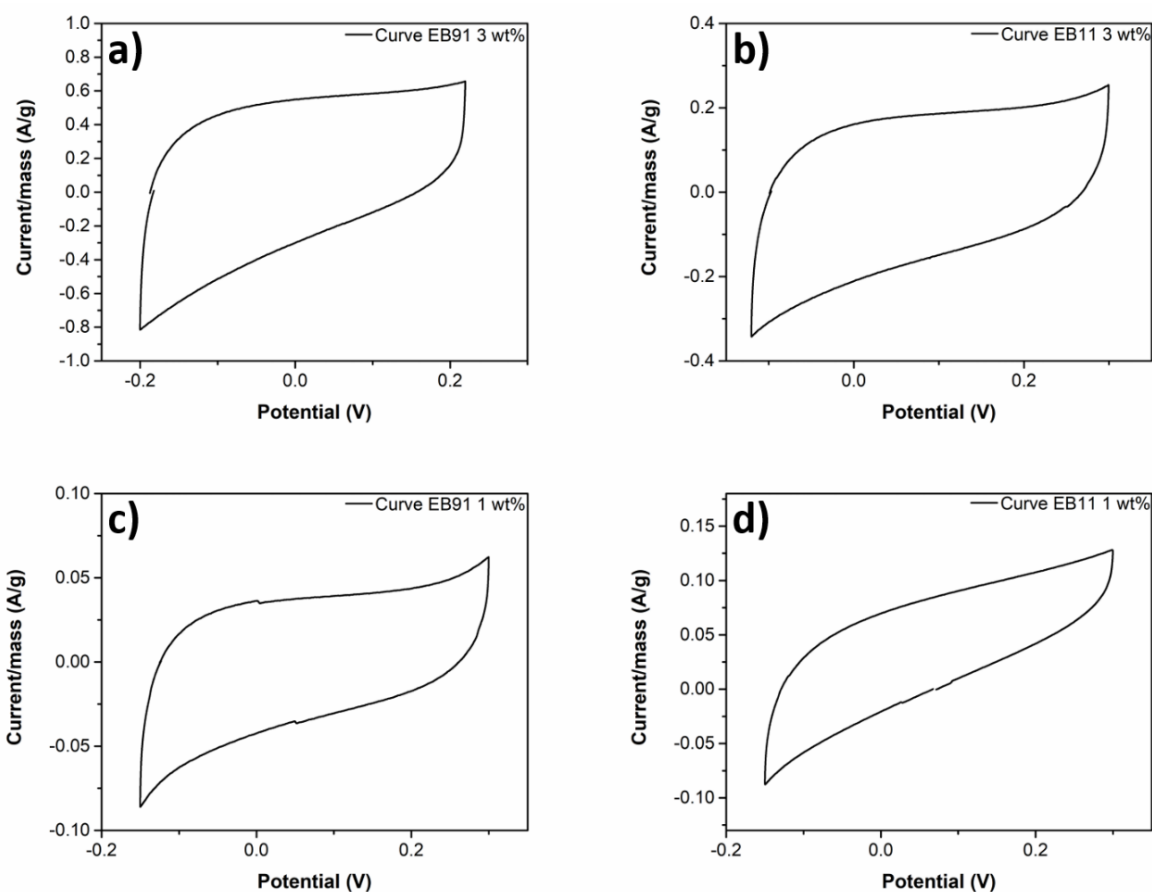 a)
Curve EB91 3 wt%
1.0
0.8
0.6
0.4
0.2
0.0
-0.2
-0.4
-0.6
-0.8
-1.0
Current/mass (A/g)
-0.2
0.0
0.2
Potential (V)
b)
Curve EB11 3 wt%
0.4
0.2
0.0
-0.2
-0.4
Current/mass (A/g)
0.0
0.2
Potential (V)
c)
Curve EB91 1 wt%
0.10
0.05
0.00
-0.05
-0.10
Current/mass (A/g)
-0.2
0.0
0.2
Potential (V)
d)
Curve EB11 1 wt%
0.15
0.10
0.05
0.00
-0.05
-0.10
Current/mass (A/g)
-0.2
0.0
0.2
Potential (V)